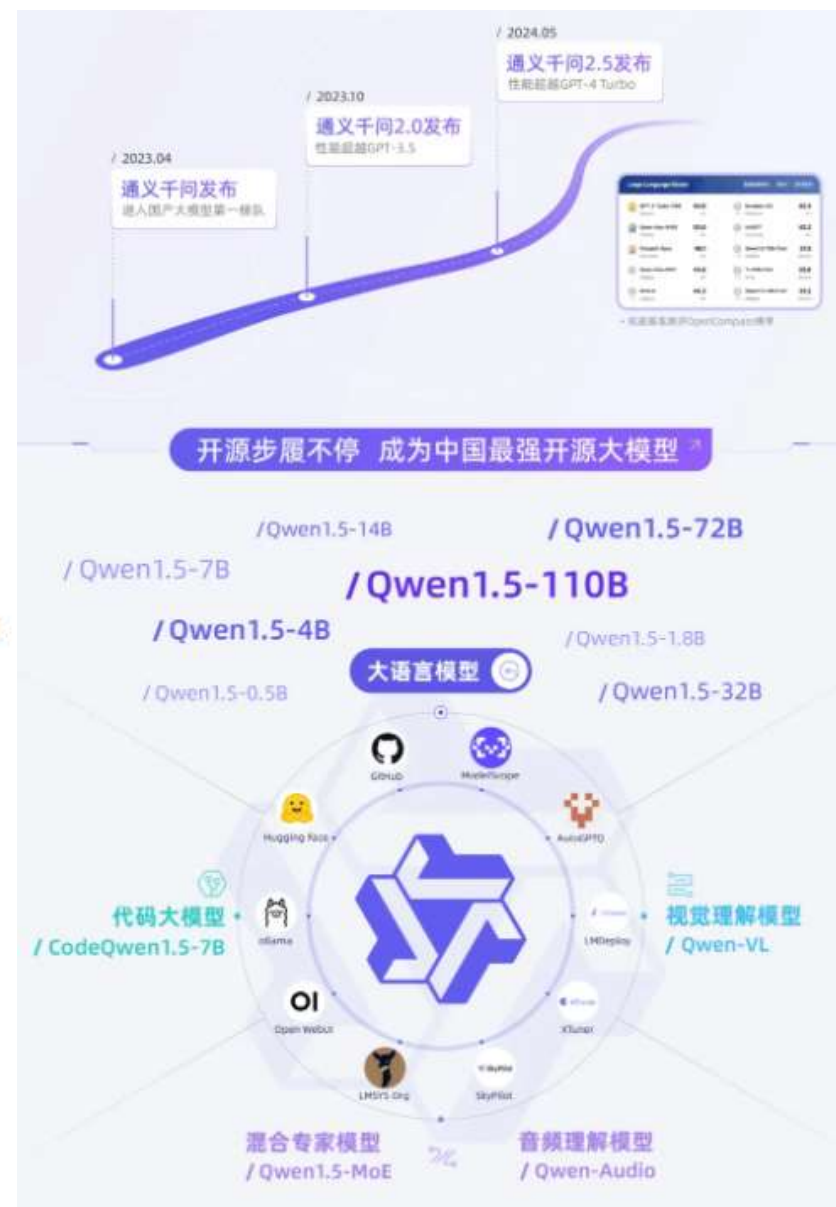 / 2024.05
通义千问2.5发布
性能超越GPT-4 Turbo
/ 2023.10
通义千问2.0发布
性能超越GPT-3.5
/ 2023.04
通义千问发布
进入国产大模型第一梯队
开源步履不停 成为中国最强开源大模型
/Qwen1.5-14B
/Qwen1.5-72B
/Qwen1.5-7B
/Qwen1.5-110B
/Qwen1.5-4B
/Qwen1.5-1.8B
大语言模型
/Qwen1.5-0.5B
/Qwen1.5-32B
GitHub
ModelScope
Hugging Face
AutoGPTQ
代码大模型
/ CodeQwen1.5-7B
视觉理解模型
/ Qwen-VL
ollama
LMDeploy
OI
Open WebUI
XTuner
LMSYS Org
SkyPilot
SkyPilot
混合专家模型
/ Qwen1.5-MoE
音频理解模型
/ Qwen-Audio